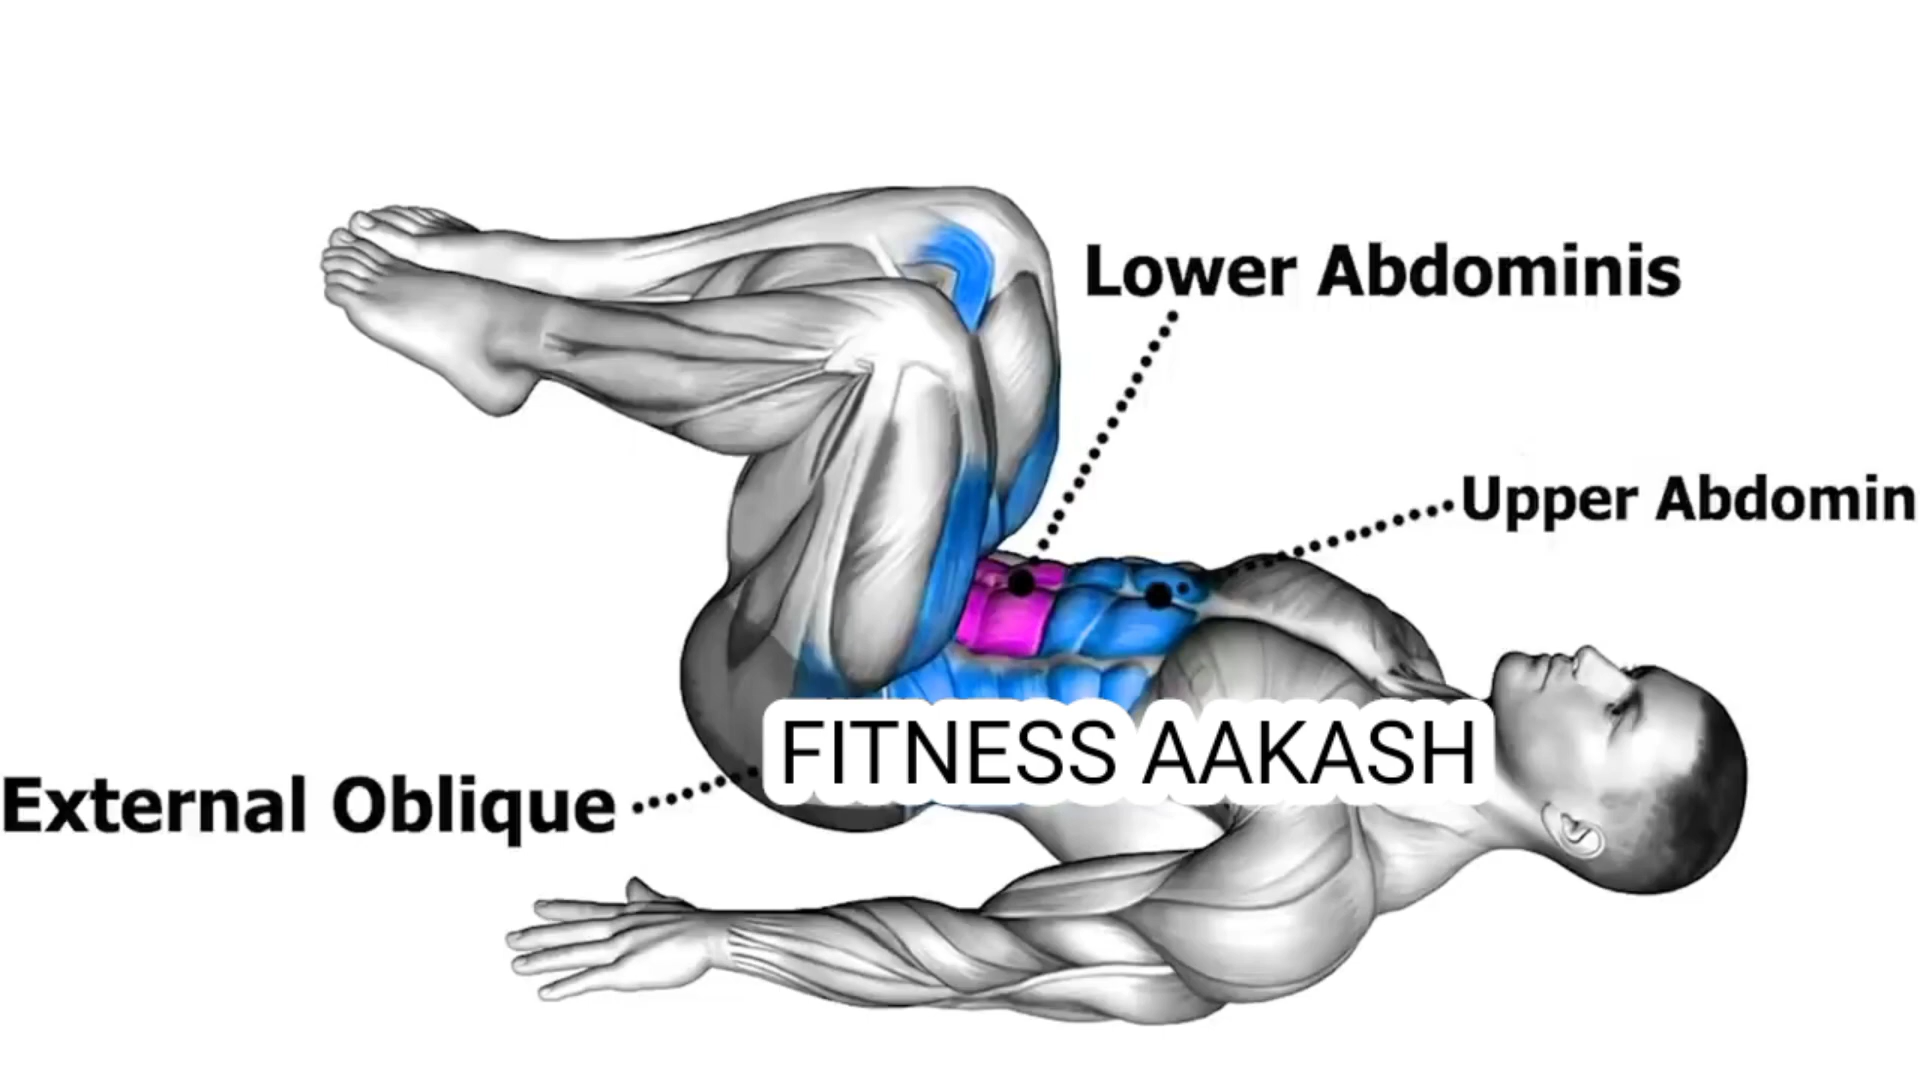 Lower Abdominis
Upper Abdomin
FITNESS AAKASH
External Oblique